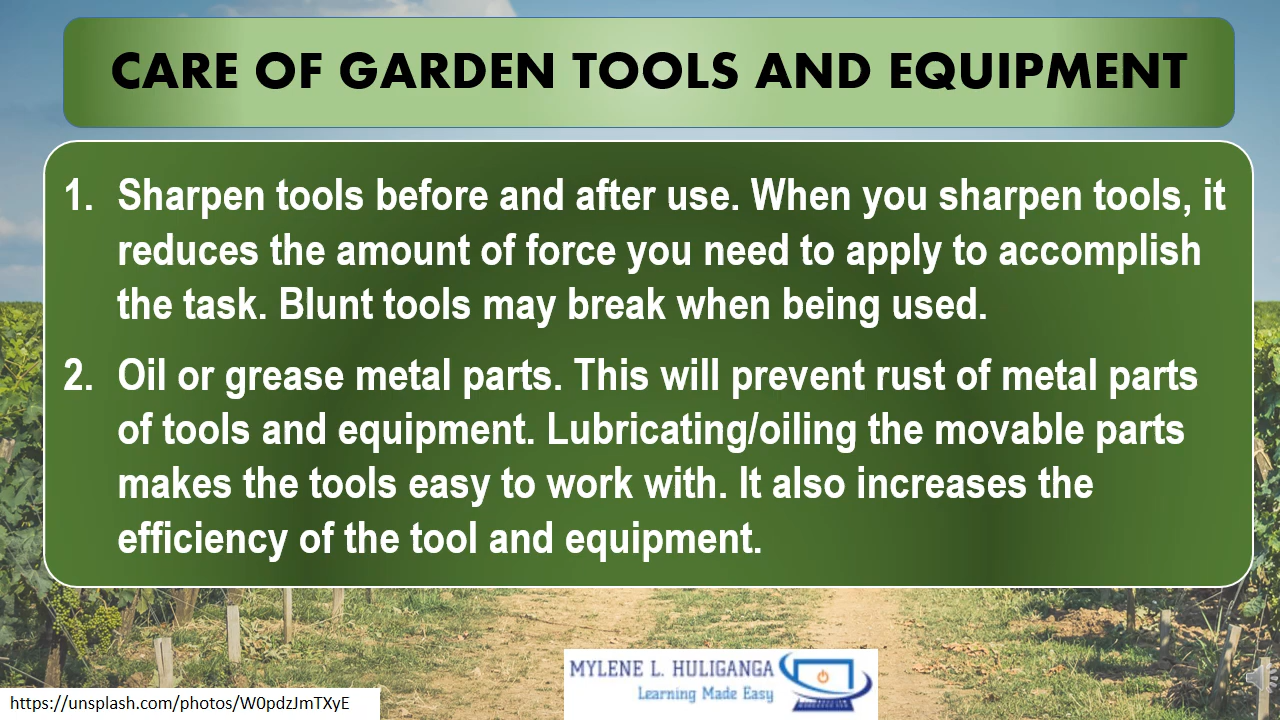 CARE OF GARDEN TOOLS AND EQUIPMENT
1. Sharpen tools before and after use. When you sharpen tools, it
reduces the amount of force you need to apply to accomplish
the task. Blunt tools may break when being used.
2. Oil or grease metal parts. This will prevent rust of metal parts
of tools and equipment. Lubricating/oiling the movable parts
makes the tools easy to work with. It also increases the
efficiency of the tool and equipment.
MYLENE L. HULIGANGA
Learning Made Easy
https://unsplash.com/photos/W0pdzJmTXyE